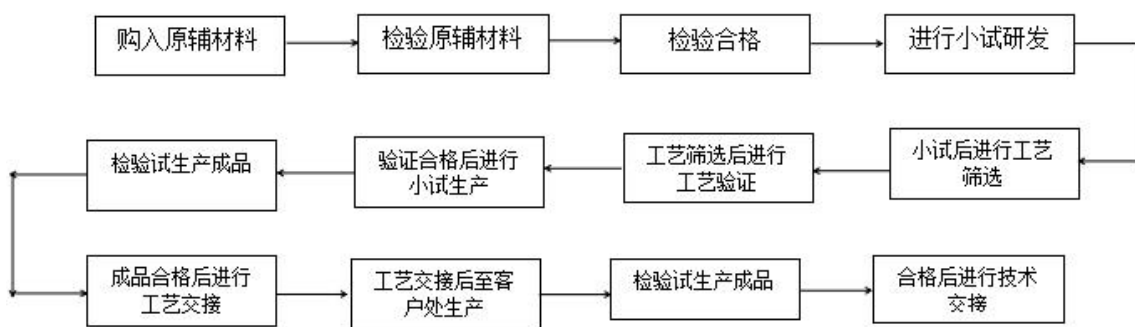 购入原辅材料
检验原辅材料
检验合格
进行小试研发
小试后进行工艺
筛选
工艺筛选后进行
工艺验证
验证合格后进行
小试生产
检验试生产成品
成品合格后进行
工艺交接
工艺交接后至客
户处生产
检验试生产成品
合格后进行技术
交接